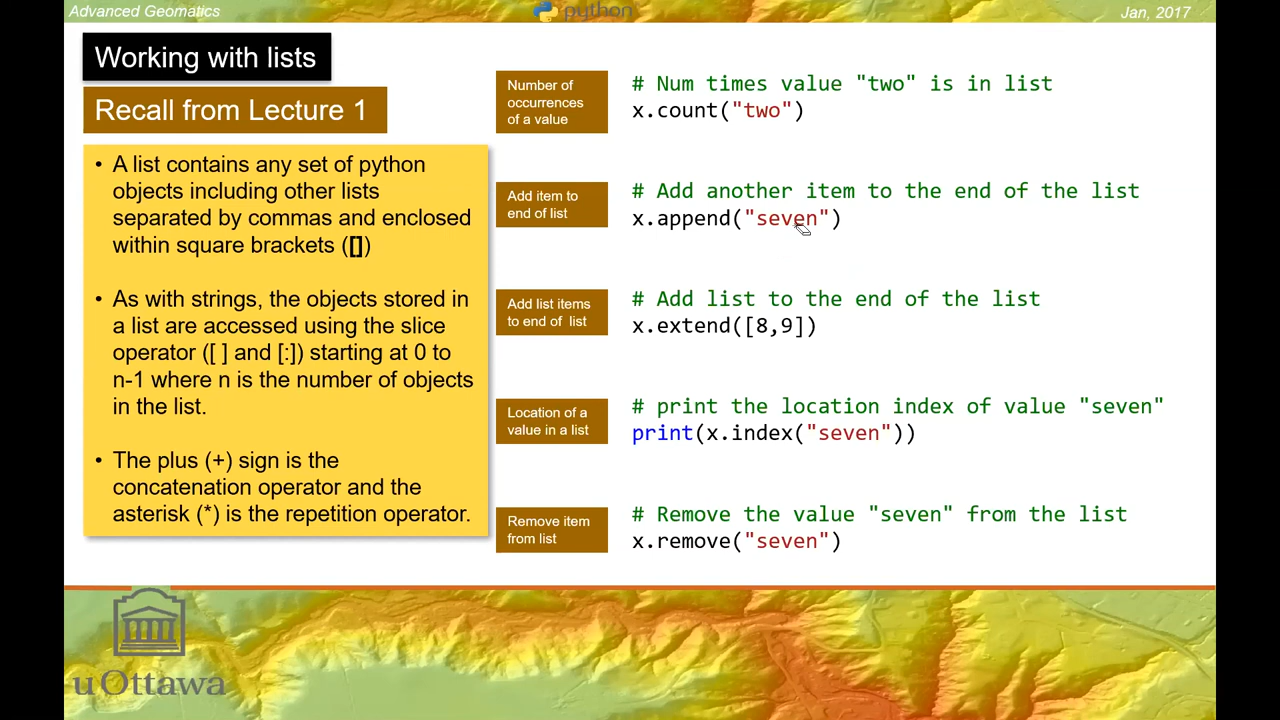 Advanced Geomatics
python
Jan, 2017
Working with lists
Recall from Lecture 1
• A list contains any set of python
objects including other lists
separated by commas and enclosed
within square brackets ([])
• As with strings, the objects stored in
a list are accessed using the slice
operator ([ ] and [:]) starting at 0 to
n-1 where n is the number of objects
in the list.
• The plus (+) sign is the
concatenation operator and the
asterisk (*) is the repetition operator.
Number of
occurrences
of a value
# Num times value "two" is in list
x.count("two")
Add item to
end of list
# Add another item to the end of the list
x.append("seven")
Add list items
to end of list
# Add list to the end of the list
x.extend([8,9])
Location of a
value in a list
# print the location index of value "seven"
print(x.index("seven"))
Remove item
from list
# Remove the value "seven" from the list
x.remove("seven")
uOttawa